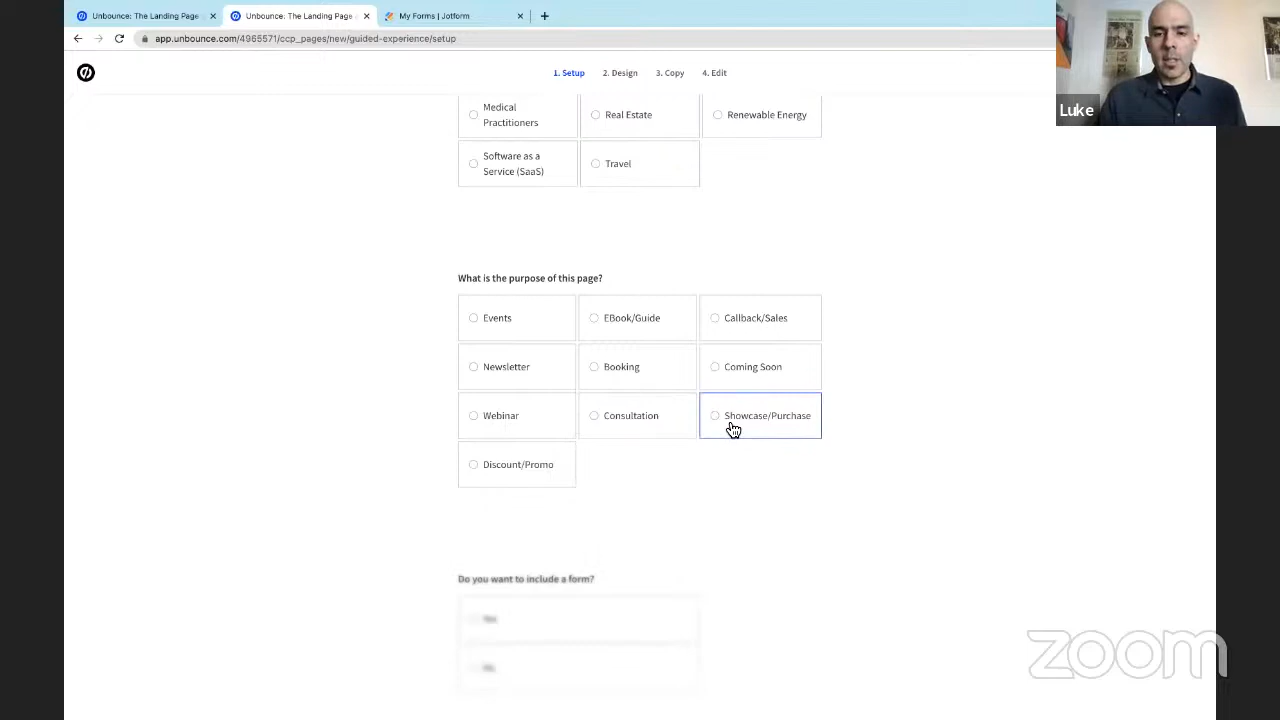 Unbounce: The Landing Page
Unbounce: The Landing Page
My Forms | Jotform
app.unbounce.com/4965571/ccp_pages/new/guided-experience/setup
1. Setup
2. Design
3. Copy
4. Edit
Luke
Medical
Practitioners
Real Estate
Renewable Energy
Software as a
Service (SaaS)
Travel
What is the purpose of this page?
Events
EBook/Guide
Callback/Sales
Newsletter
Booking
Coming Soon
Webinar
Consultation
Showcase/Purchase
Discount/Promo
Do you want to include a form?
Yes
No
zoom